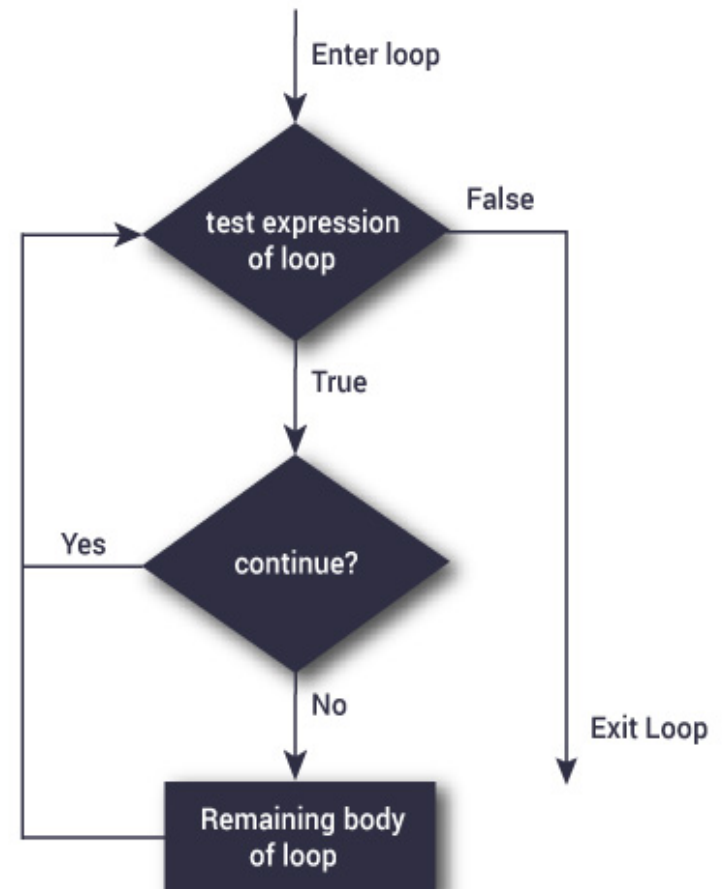 Enter loop
False
test expression
of loop
True
Yes
continue?
No
Exit Loop
Remaining body
of loop